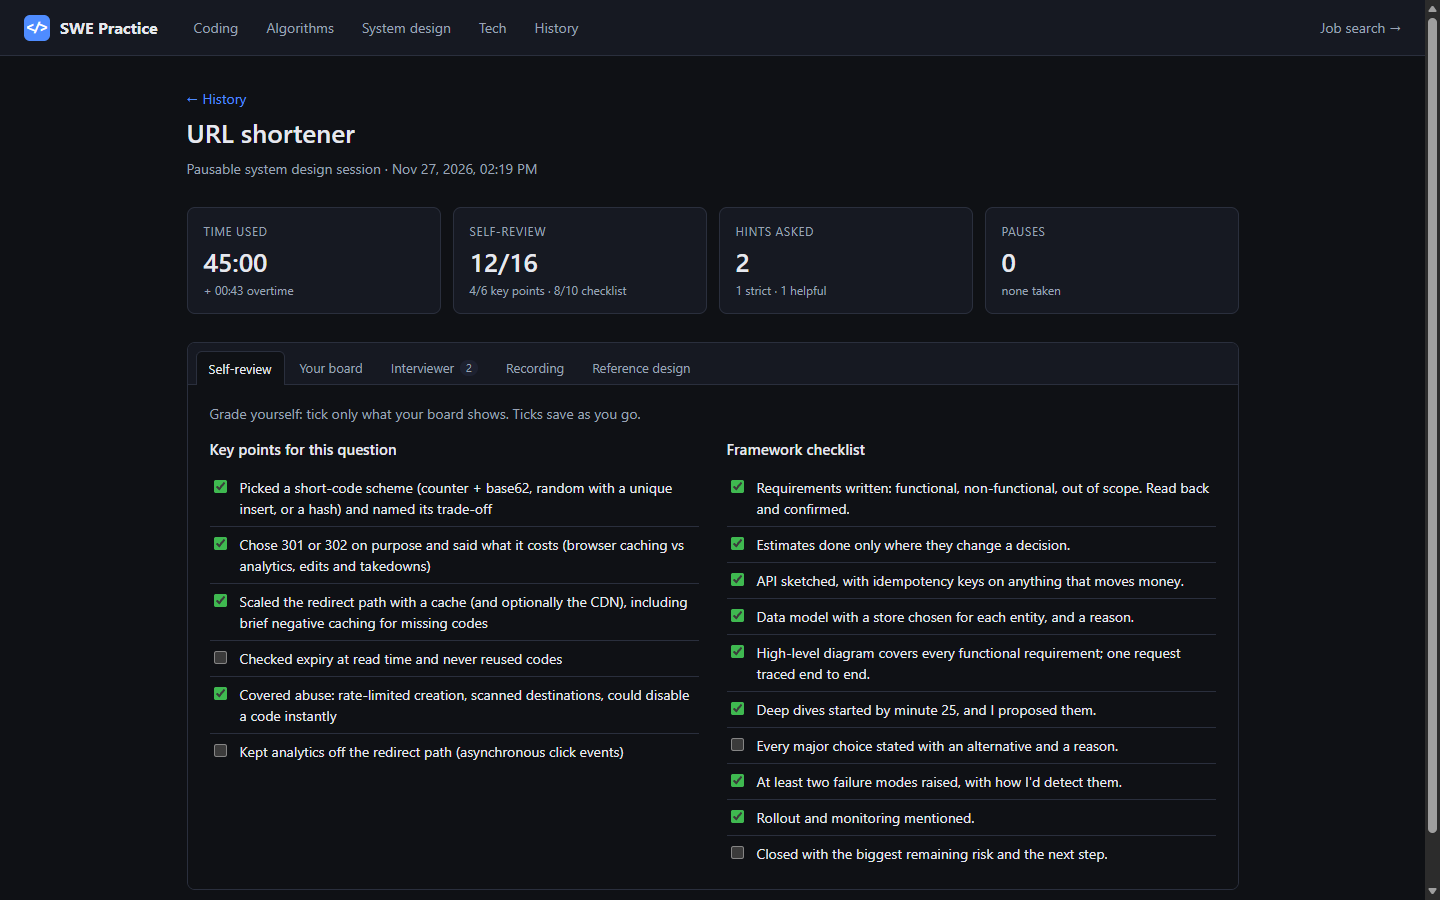 </> SWE Practice Coding Algorithms System design Tech History Job search →
← History
URL shortener
Pausable system design session · Nov 27, 2026, 02:19 PM
TIME USED
45:00
+ 00:43 overtime
SELF-REVIEW
12/16
4/6 key points · 8/10 checklist
HINTS ASKED
2
1 strict · 1 helpful
PAUSES
0
none taken
Self-review Your board Interviewer 2 Recording Reference design
Grade yourself: tick only what your board shows. Ticks save as you go.
Key points for this question
Picked a short-code scheme (counter + base62, random with a unique
insert, or a hash) and named its trade-off
Chose 301 or 302 on purpose and said what it costs (browser caching vs
analytics, edits and takedowns)
Scaled the redirect path with a cache (and optionally the CDN), including
brief negative caching for missing codes
Checked expiry at read time and never reused codes
Covered abuse: rate-limited creation, scanned destinations, could disable
a code instantly
Kept analytics off the redirect path (asynchronous click events)
Framework checklist
Requirements written: functional, non-functional, out of scope. Read back
and confirmed.
Estimates done only where they change a decision.
API sketched, with idempotency keys on anything that moves money.
Data model with a store chosen for each entity, and a reason.
High-level diagram covers every functional requirement; one request
traced end to end.
Deep dives started by minute 25, and I proposed them.
Every major choice stated with an alternative and a reason.
At least two failure modes raised, with how I'd detect them.
Rollout and monitoring mentioned.
Closed with the biggest remaining risk and the next step.